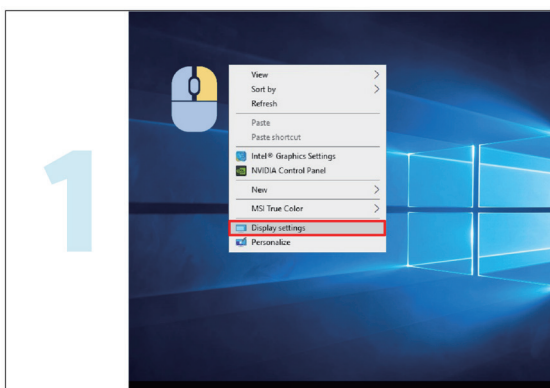 1
View
Sort by
Refresh
Paste
Paste shortcut
Intel® Graphics Settings
NVIDIA Control Panel
New
MSI True Color
Display settings
Personalize